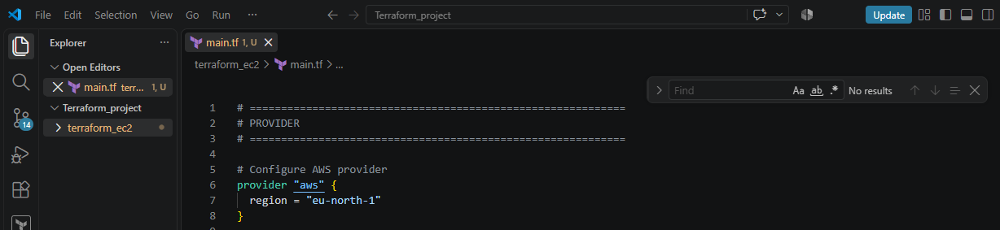 File Edit Selection View Go Run ··· Terraform_project Update
Explorer ···
main.tf 1, U
Open Editors
terraform_ec2 > main.tf > ...
main.tf terr... 1, U
Find Aa ab .* No results
Terraform_project
terraform_ec2
14
1 # ============================================================
2 # PROVIDER
3 # ============================================================
4
5 # Configure AWS provider
6 provider "aws" {
7 region = "eu-north-1"
8 }